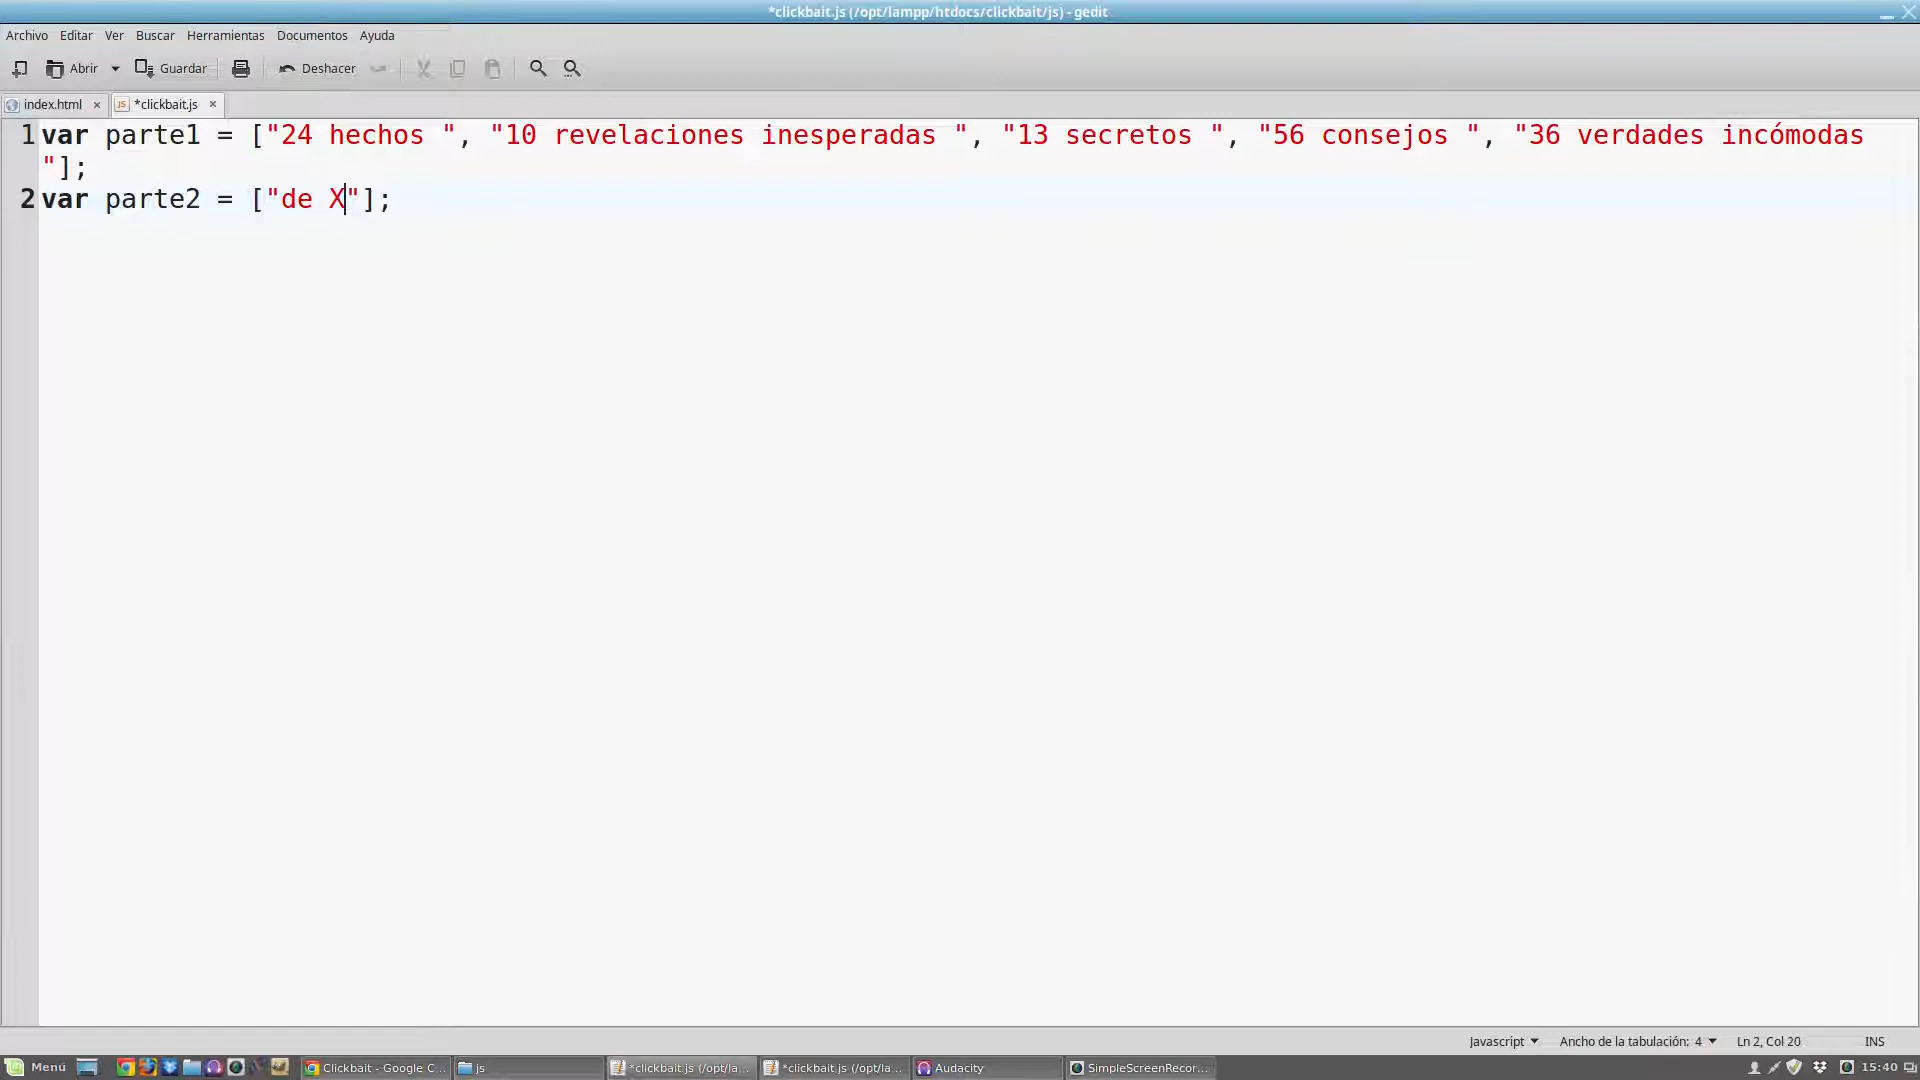 *clickbait.js (/opt/lampp/htdocs/clickbait/js) - gedit
Archivo Editar Ver Buscar Herramientas Documentos Ayuda
Abrir Guardar Deshacer
index.html × JS *clickbait.js ×
1 var parte1 = ["24 hechos ", "10 revelaciones inesperadas ", "13 secretos ", "56 consejos ", "36 verdades incómodas
"];
2 var parte2 = ["de X"];
Javascript Ancho de la tabulación: 4 Ln 2, Col 20 INS
Menú Clickbait - Google C... js *clickbait.js (/opt/la... *clickbait.js (/opt/la... Audacity SimpleScreenRecor... 15:40